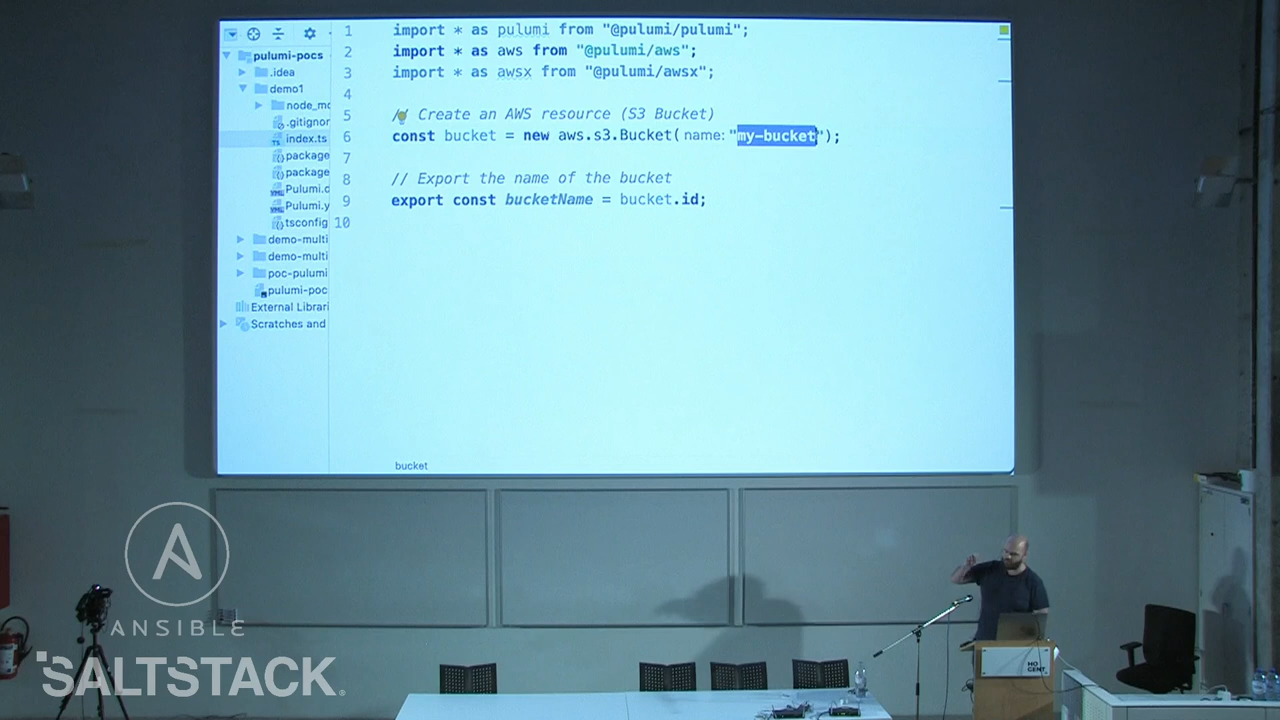 pulumi-pocs
.idea
demo1
node_mo
.gitignor
index.ts
package
package
Pulumi.d
Pulumi.y
tsconfig
demo-multi
demo-multi
poc-pulumi
pulumi-poc
External Librari
Scratches and
1 import * as pulumi from "@pulumi/pulumi";
2 import * as aws from "@pulumi/aws";
3 import * as awsx from "@pulumi/awsx";
4
5 // Create an AWS resource (S3 Bucket)
6 const bucket = new aws.s3.Bucket( name: "my-bucket");
7
8 // Export the name of the bucket
9 export const bucketName = bucket.id;
10
bucket
ANSIBLE
SALTSTACK®
HO
GENT